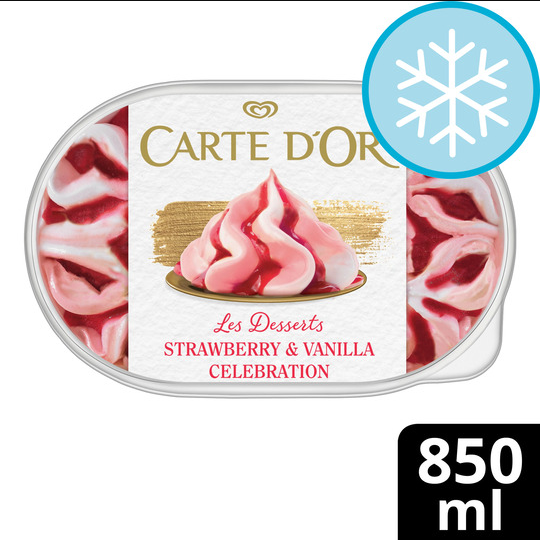 CARTE D'OR
Les Desserts
STRAWBERRY & VANILLA
CELEBRATION
850
ml